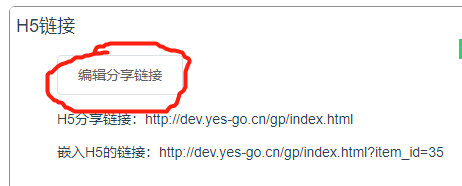 H5链接
编辑分享链接
H5分享链接：http://dev.yes-go.cn/gp/index.html
嵌入H5的链接：http://dev.yes-go.cn/gp/index.html?item_id=35